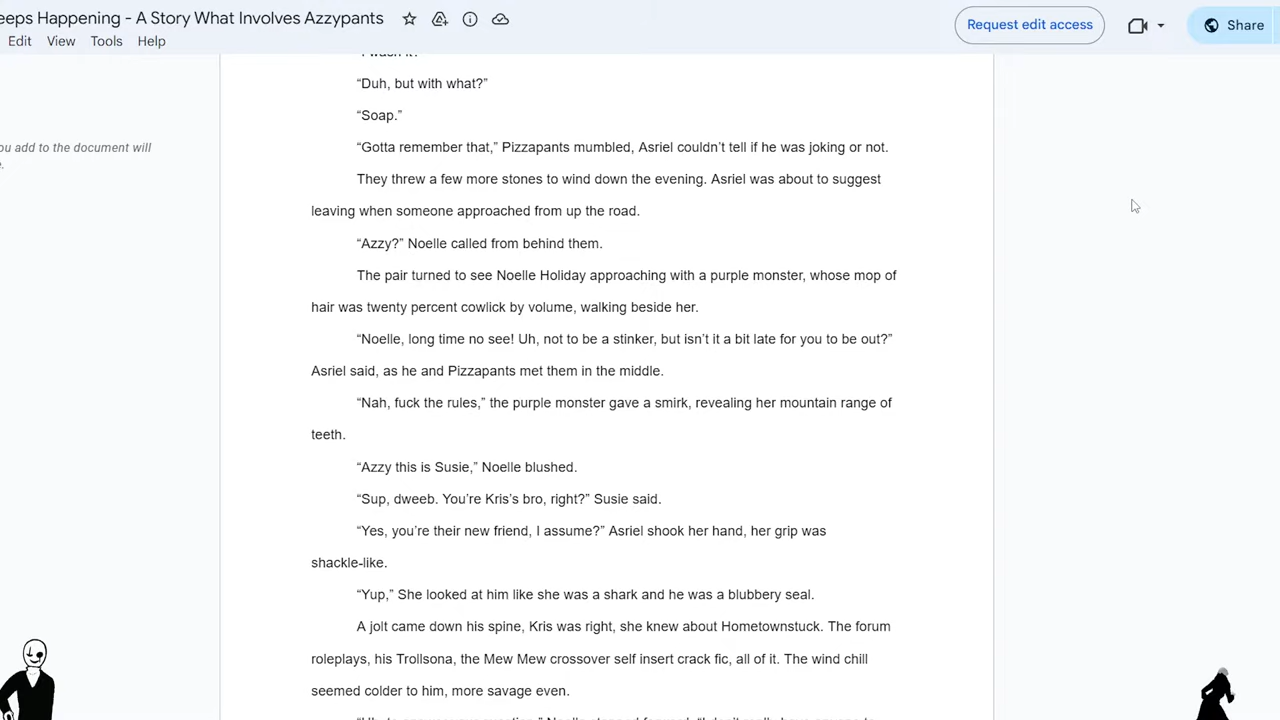 eeps Happening - A Story What Involves Azzypants
Request edit access
Share
Edit View Tools Help
“Duh, but with what?”
“Soap.”
ou add to the document will
“Gotta remember that,” Pizzapants mumbled, Asriel couldn’t tell if he was joking or not.
They threw a few more stones to wind down the evening. Asriel was about to suggest
leaving when someone approached from up the road.
“Azzy?” Noelle called from behind them.
The pair turned to see Noelle Holiday approaching with a purple monster, whose mop of
hair was twenty percent cowlick by volume, walking beside her.
“Noelle, long time no see! Uh, not to be a stinker, but isn’t it a bit late for you to be out?”
Asriel said, as he and Pizzapants met them in the middle.
“Nah, fuck the rules,” the purple monster gave a smirk, revealing her mountain range of
teeth.
“Azzy this is Susie,” Noelle blushed.
“Sup, dweeb. You’re Kris’s bro, right?” Susie said.
“Yes, you’re their new friend, I assume?” Asriel shook her hand, her grip was
shackle-like.
“Yup,” She looked at him like she was a shark and he was a blubbery seal.
A jolt came down his spine, Kris was right, she knew about Hometownstuck. The forum
roleplays, his Trollsona, the Mew Mew crossover self insert crack fic, all of it. The wind chill
seemed colder to him, more savage even.